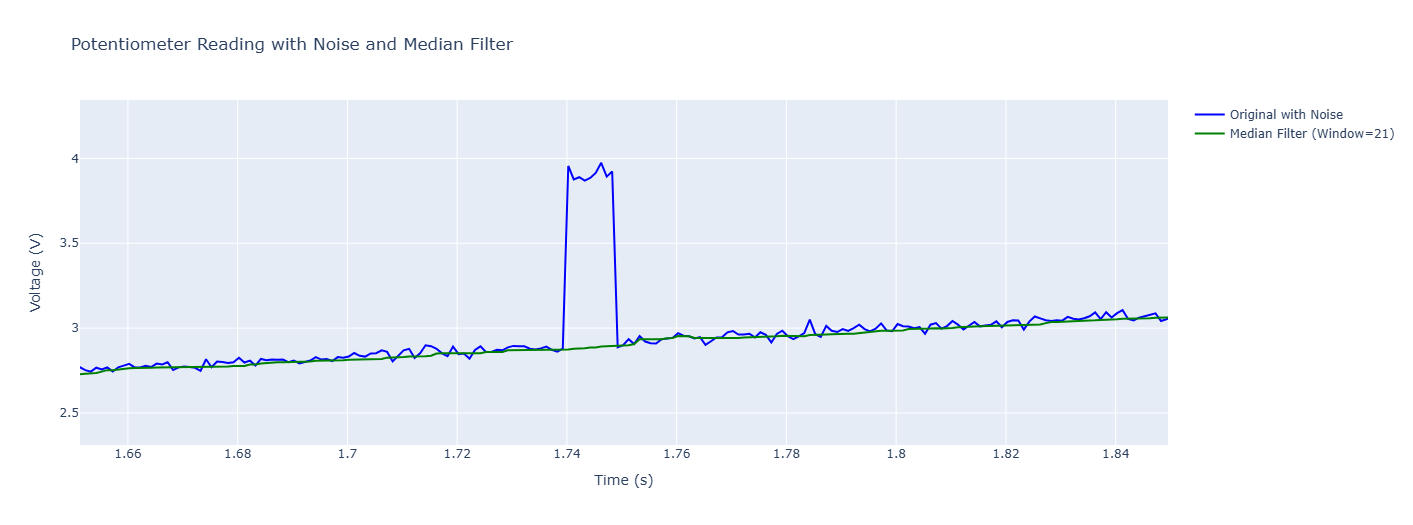 Potentiometer Reading with Noise and Median Filter
Original with Noise
Median Filter (Window=21)
4
3.5
3
2.5
Voltage (V)
1.66 1.68 1.7 1.72 1.74 1.76 1.78 1.8 1.82 1.84
Time (s)